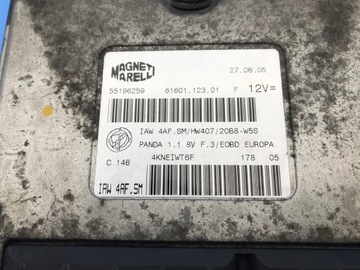 MAGNETI
MARELLI
27.06.05
55196259 61601.123.01 F 12V=
IAW 4AF.SM/HW407/20B8-W5S
PANDA 1.1 8V F.3/EOBD EUROPA
C 146 4KNEIWT6F 178 05
IAW 4AF.SM